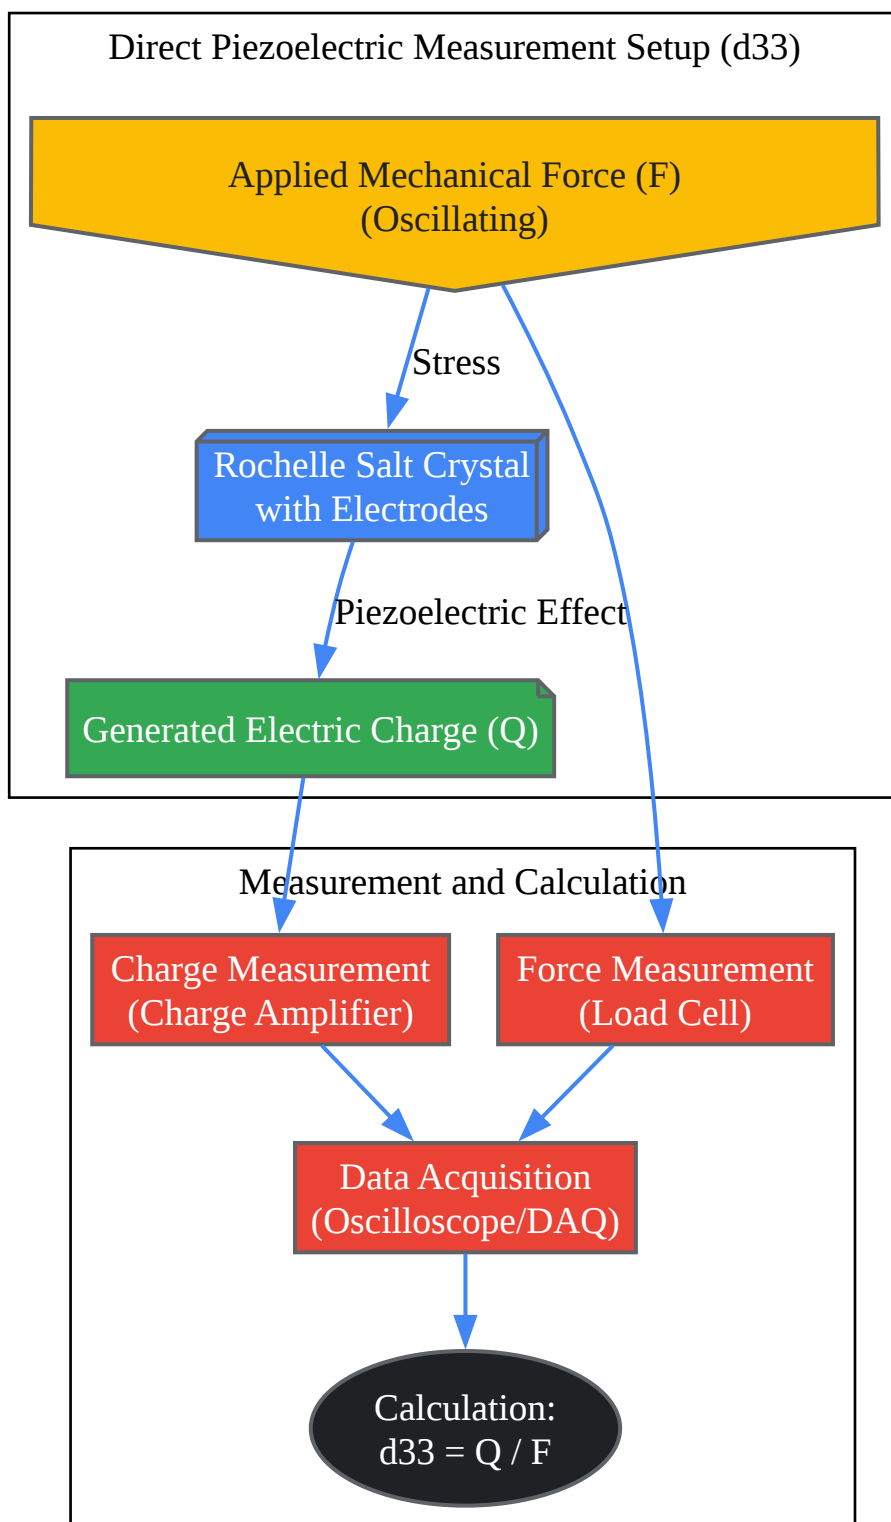 Direct Piezoelectric Measurement Setup (d33)
Applied Mechanical Force (F)
(Oscillating)
Stress
Rochelle Salt Crystal
with Electrodes
Piezoelectric Effect
Generated Electric Charge (Q)
Measurement and Calculation
Charge Measurement
(Charge Amplifier)
Force Measurement
(Load Cell)
Data Acquisition
(Oscilloscope/DAQ)
Calculation:
d33 = Q / F